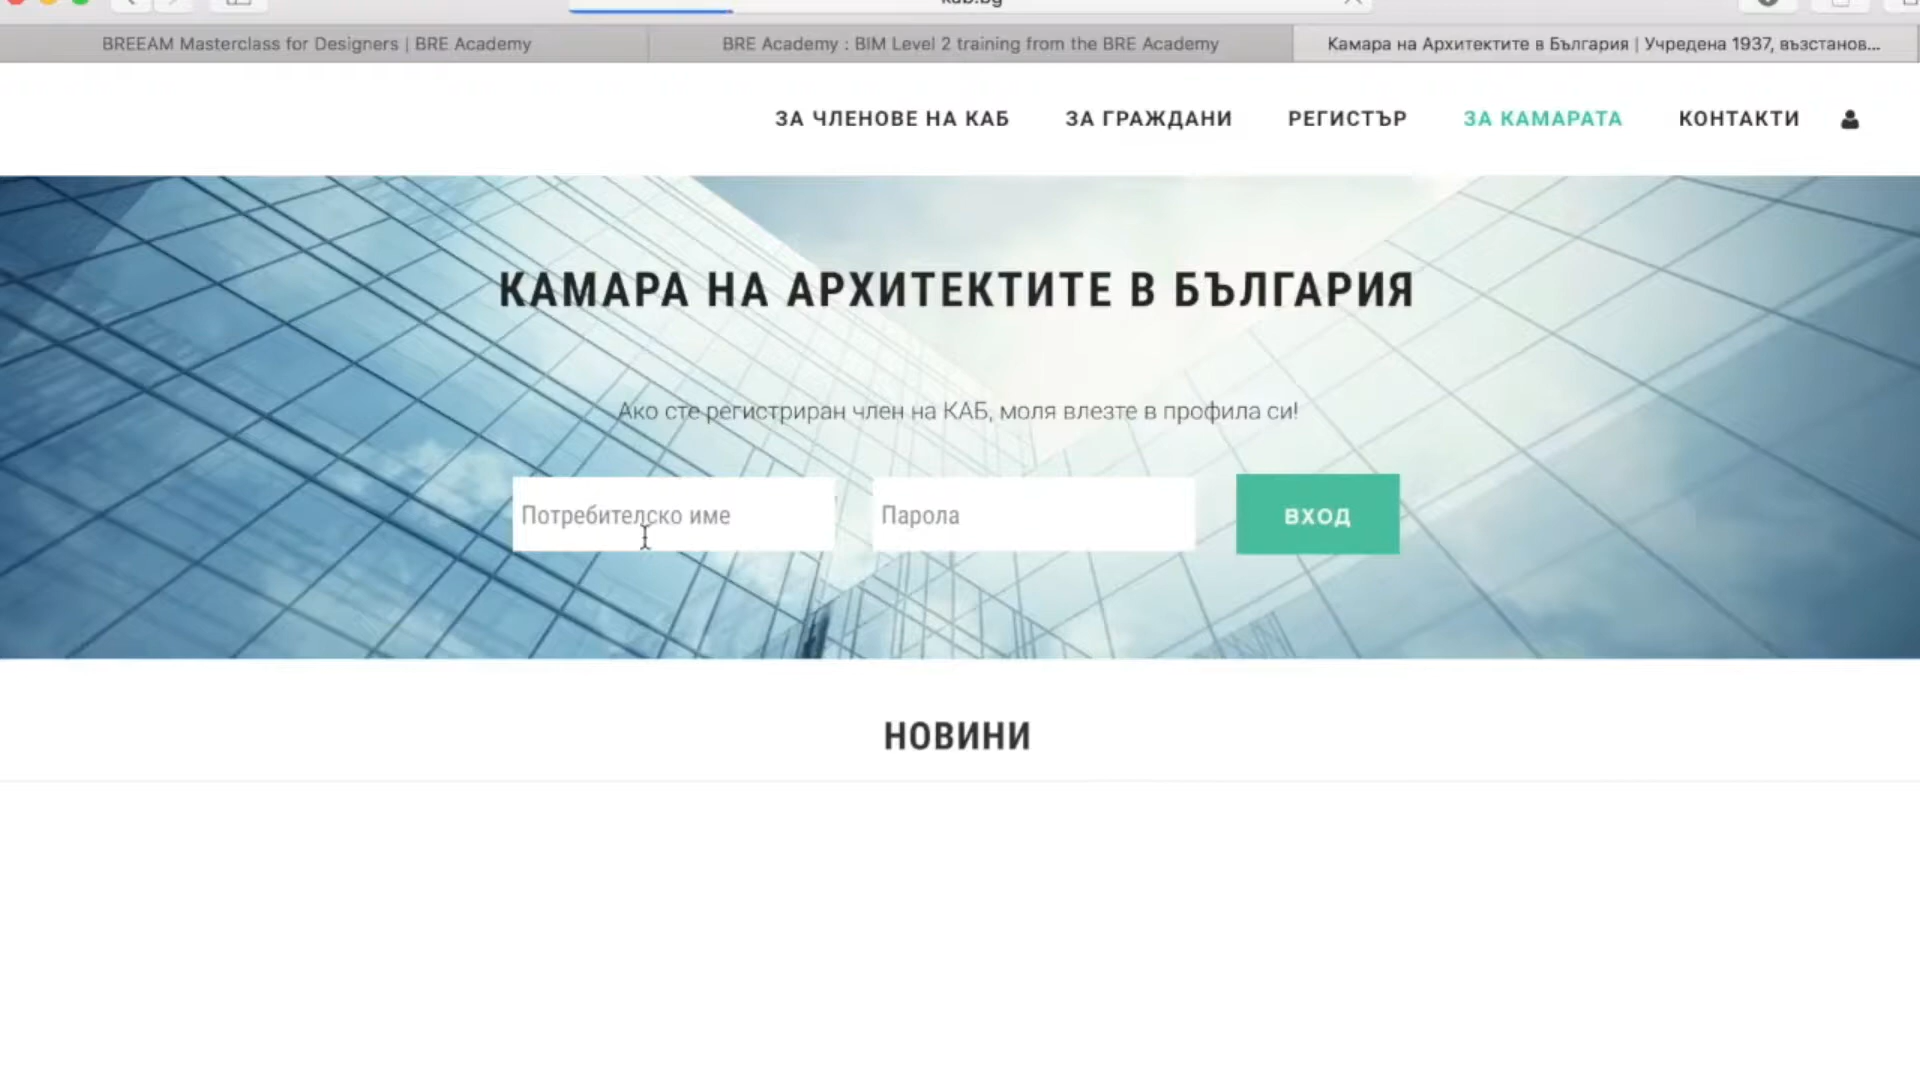 kab.bg
BREEAM Masterclass for Designers | BRE Academy
BRE Academy : BIM Level 2 training from the BRE Academy
Камара на Архитектите в България | Учредена 1937, възстанов...
ЗА ЧЛЕНОВЕ НА КАБ
ЗА ГРАЖДАНИ
РЕГИСТЪР
ЗА КАМАРАТА
КОНТАКТИ
КАМАРА НА АРХИТЕКТИТЕ В БЪЛГАРИЯ
Ако сте регистриран член на КАБ, моля влезте в профила си!
Потребителско име
Парола
ВХОД
НОВИНИ